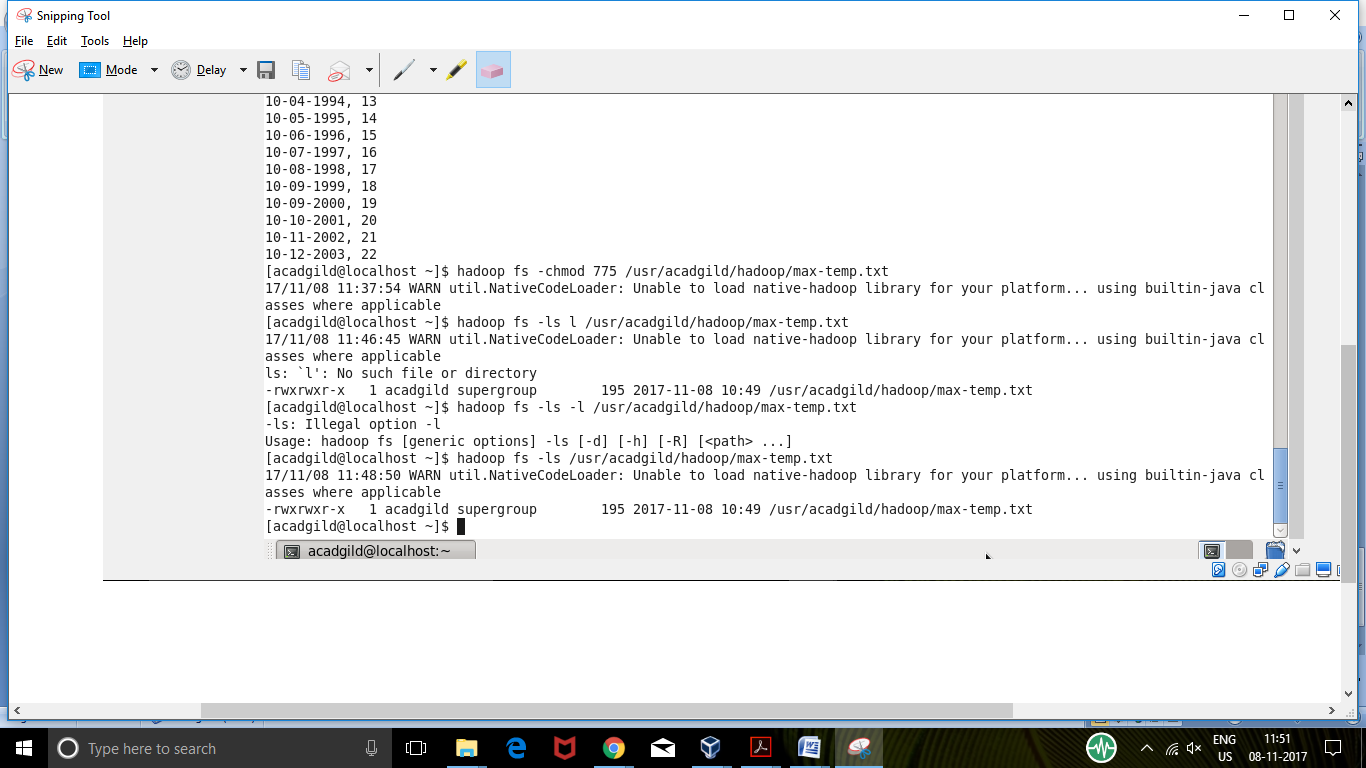 Snipping Tool
File Edit Tools Help
New Mode Delay
10-04-1994, 13
10-05-1995, 14
10-06-1996, 15
10-07-1997, 16
10-08-1998, 17
10-09-1999, 18
10-09-2000, 19
10-10-2001, 20
10-11-2002, 21
10-12-2003, 22
[acadgild@localhost ~]$ hadoop fs -chmod 775 /usr/acadgild/hadoop/max-temp.txt
17/11/08 11:37:54 WARN util.NativeCodeLoader: Unable to load native-hadoop library for your platform... using builtin-java cl
asses where applicable
[acadgild@localhost ~]$ hadoop fs -ls l /usr/acadgild/hadoop/max-temp.txt
17/11/08 11:46:45 WARN util.NativeCodeLoader: Unable to load native-hadoop library for your platform... using builtin-java cl
asses where applicable
ls: `l': No such file or directory
-rwxrwxr-x   1 acadgild supergroup        195 2017-11-08 10:49 /usr/acadgild/hadoop/max-temp.txt
[acadgild@localhost ~]$ hadoop fs -ls -l /usr/acadgild/hadoop/max-temp.txt
-ls: Illegal option -l
Usage: hadoop fs [generic options] -ls [-d] [-h] [-R] [<path> ...]
[acadgild@localhost ~]$ hadoop fs -ls /usr/acadgild/hadoop/max-temp.txt
17/11/08 11:48:50 WARN util.NativeCodeLoader: Unable to load native-hadoop library for your platform... using builtin-java cl
asses where applicable
-rwxrwxr-x   1 acadgild supergroup        195 2017-11-08 10:49 /usr/acadgild/hadoop/max-temp.txt
[acadgild@localhost ~]$
acadgild@localhost:~
Type here to search
ENG 11:51
US 08-11-2017